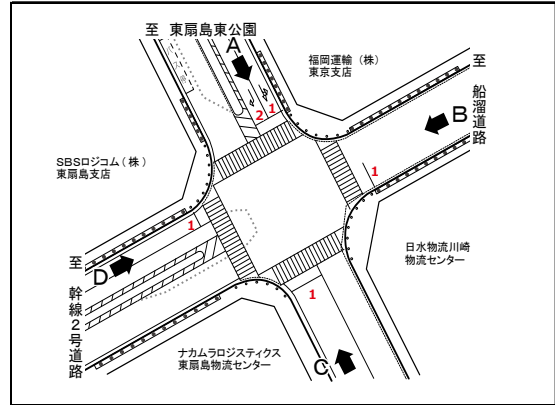 至 東扇島東公園
A
福岡運輸(株)
東京支店
至 船溜道路
B
1
2
1
SBSロジコム(株)
東扇島支店
1
日水物流川崎
物流センター
D
至 幹線2号道路
1
ナカムラロジスティクス
東扇島物流センター
C